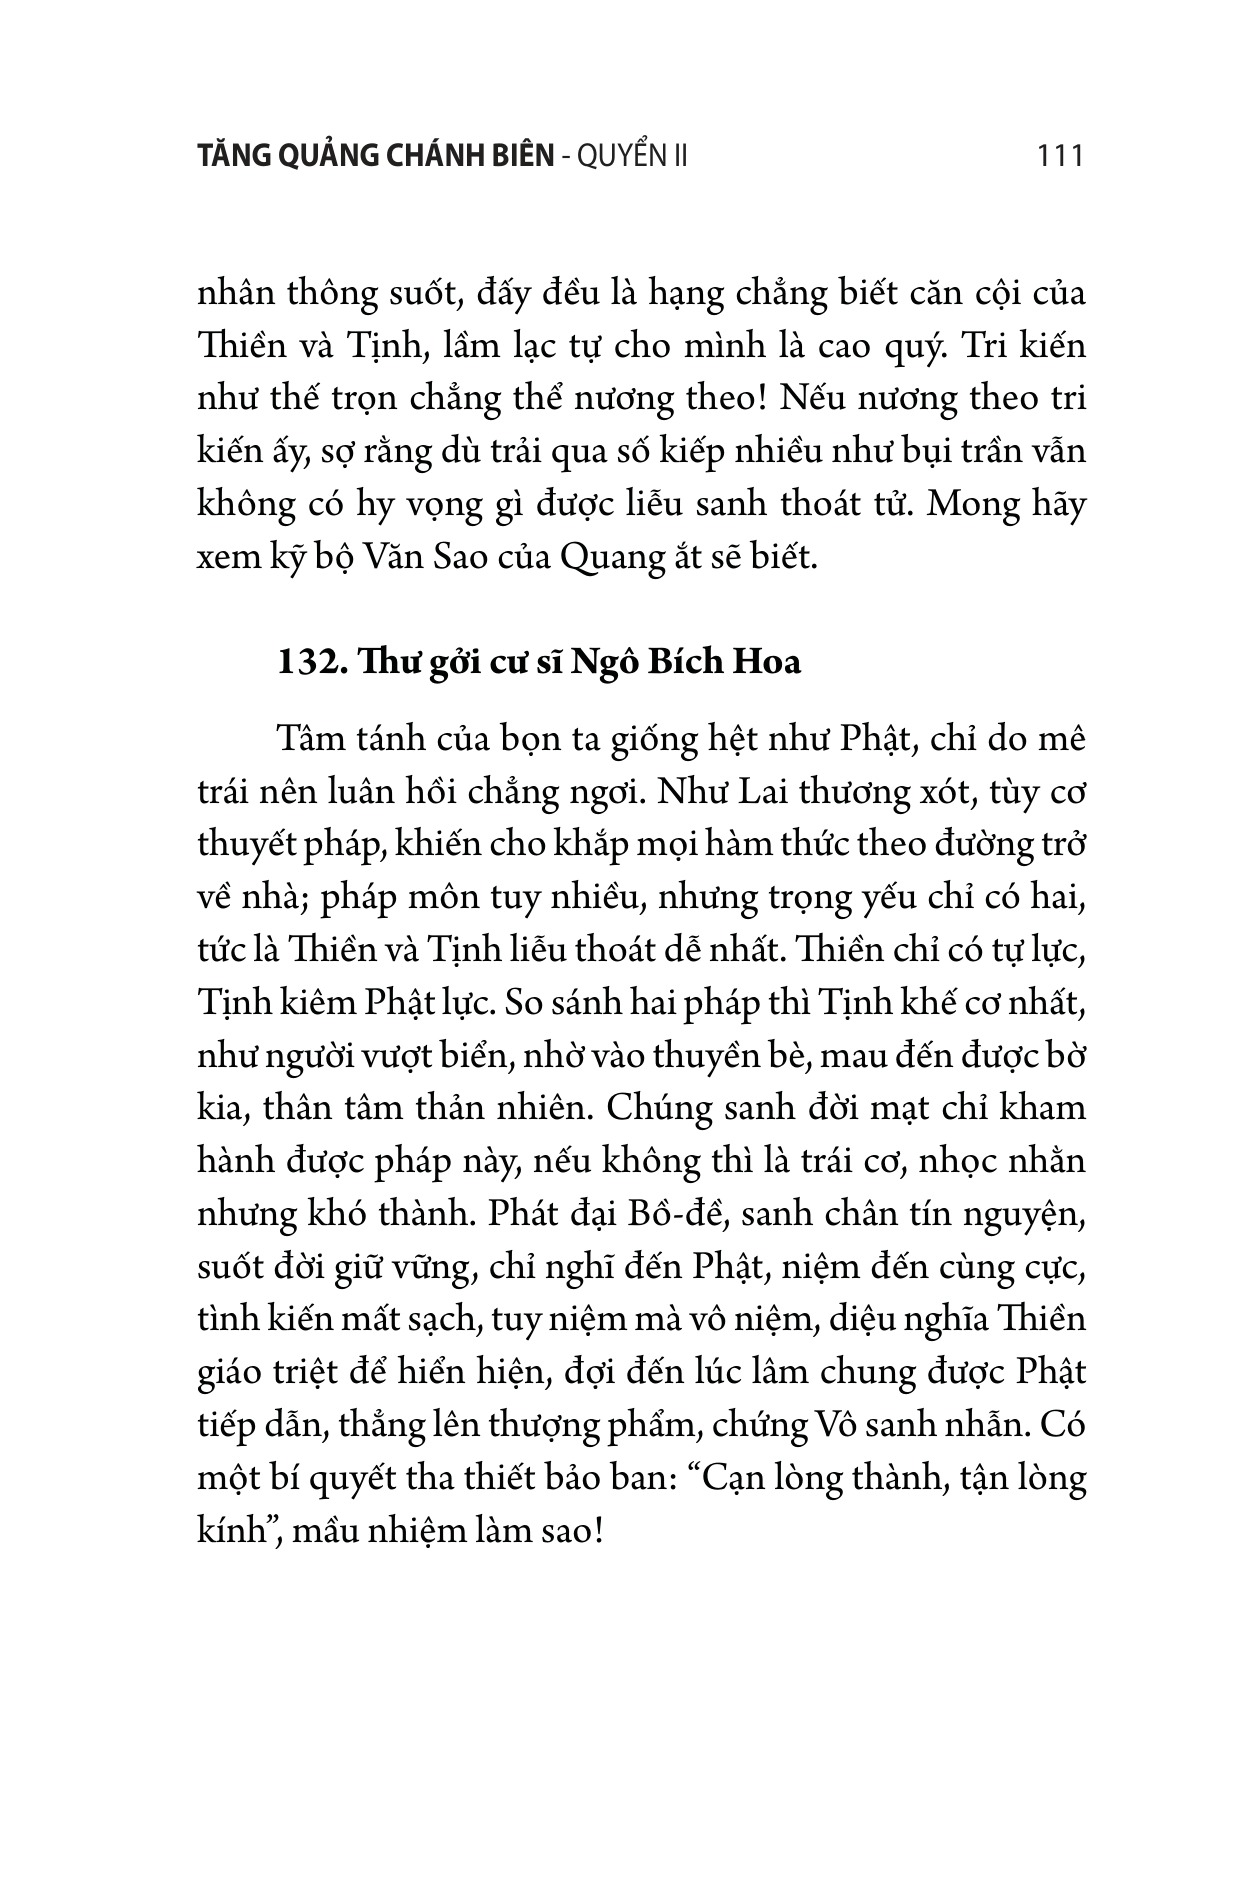 TĂNG QUẢNG CHÁNH BIÊN - QUYỂN II 111
nhân thông suốt, đấy đều là hạng chẳng biết căn cội của
Thiền và Tịnh, lầm lạc tự cho mình là cao quý. Tri kiến
như thế trọn chẳng thể nương theo! Nếu nương theo tri
kiến ấy, sợ rằng dù trải qua số kiếp nhiều như bụi trần vẫn
không có hy vọng gì được liễu sanh thoát tử. Mong hãy
xem kỹ bộ Văn Sao của Quang ắt sẽ biết.
132. Thư gởi cư sĩ Ngô Bích Hoa
Tâm tánh của bọn ta giống hệt như Phật, chỉ do mê
trái nên luân hồi chẳng ngơi. Như Lai thương xót, tùy cơ
thuyết pháp, khiến cho khắp mọi hàm thức theo đường trở
về nhà; pháp môn tuy nhiều, nhưng trọng yếu chỉ có hai,
tức là Thiền và Tịnh liễu thoát dễ nhất. Thiền chỉ có tự lực,
Tịnh kiêm Phật lực. So sánh hai pháp thì Tịnh khế cơ nhất,
như người vượt biển, nhờ vào thuyền bè, mau đến được bờ
kia, thân tâm thản nhiên. Chúng sanh đời mạt chỉ kham
hành được pháp này, nếu không thì là trái cơ, nhọc nhằn
nhưng khó thành. Phát đại Bồ-đề, sanh chân tín nguyện,
suốt đời giữ vững, chỉ nghĩ đến Phật, niệm đến cùng cực,
tình kiến mất sạch, tuy niệm mà vô niệm, diệu nghĩa Thiền
giáo triệt để hiển hiện, đợi đến lúc lâm chung được Phật
tiếp dẫn, thẳng lên thượng phẩm, chứng Vô sanh nhẫn. Có
một bí quyết tha thiết bảo ban: “Cạn lòng thành, tận lòng
kính”, mầu nhiệm làm sao!